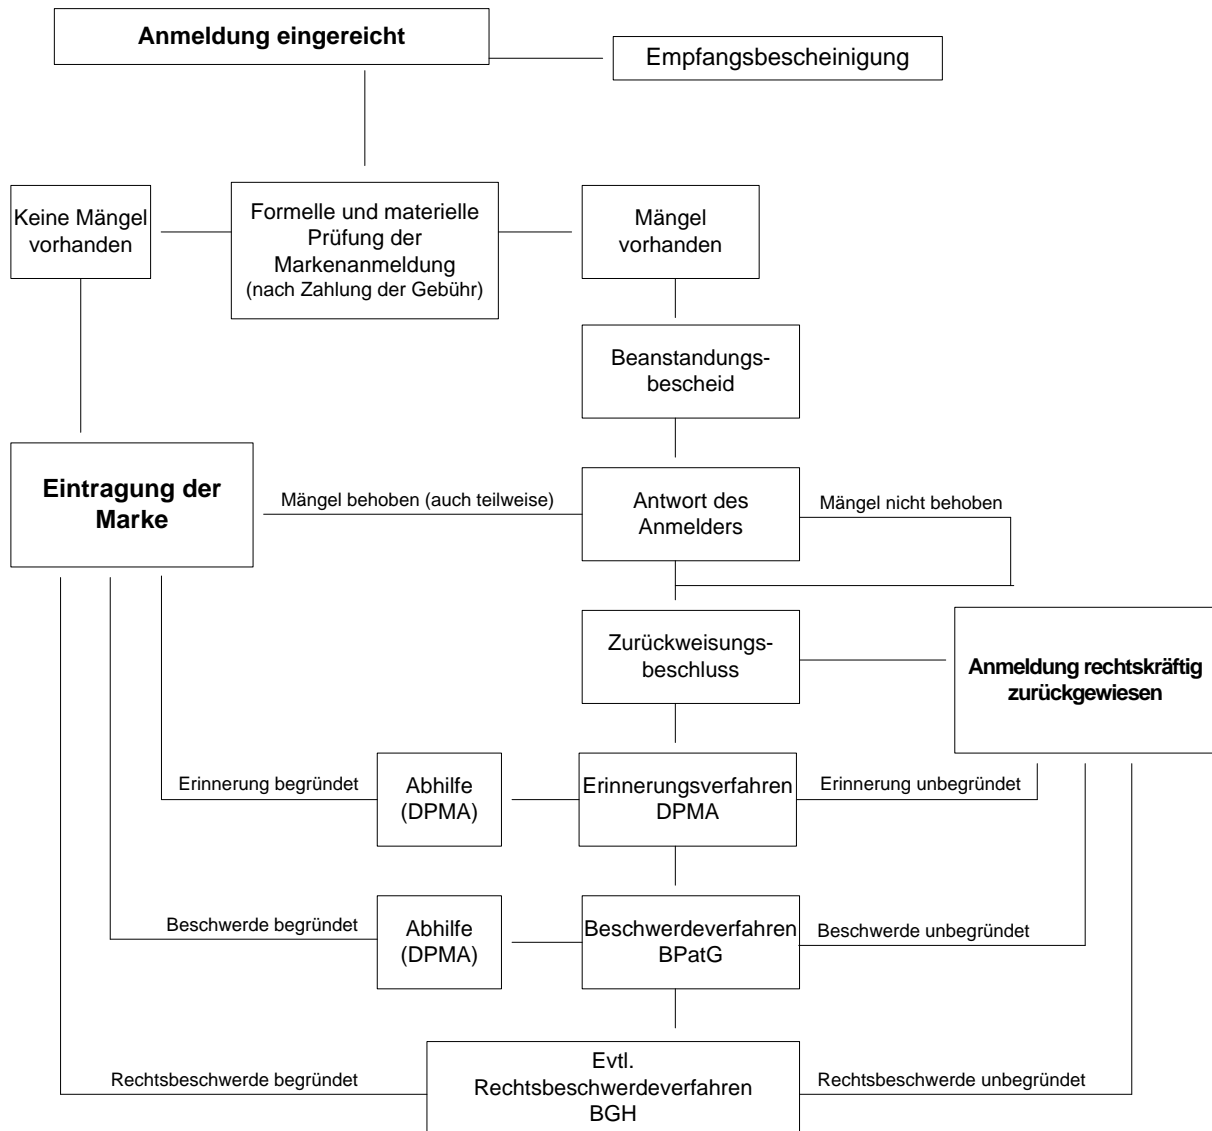 Anmeldung eingereicht
Empfangsbescheinigung
Keine Mängel
vorhanden
Formelle und materielle
Prüfung der
Markenanmeldung
(nach Zahlung der Gebühr)
Mängel
vorhanden
Beanstandungs-
bescheid
Eintragung der
Marke
Mängel behoben (auch teilweise)
Antwort des
Anmelders
Mängel nicht behoben
Zurückweisungs-
beschluss
Anmeldung rechtskräftig
zurückgewiesen
Erinnerung begründet
Abhilfe
(DPMA)
Erinnerungsverfahren
DPMA
Erinnerung unbegründet
Beschwerde begründet
Abhilfe
(DPMA)
Beschwerdeverfahren
BPatG
Beschwerde unbegründet
Rechtsbeschwerde begründet
Evtl.
Rechtsbeschwerdeverfahren
BGH
Rechtsbeschwerde unbegründet